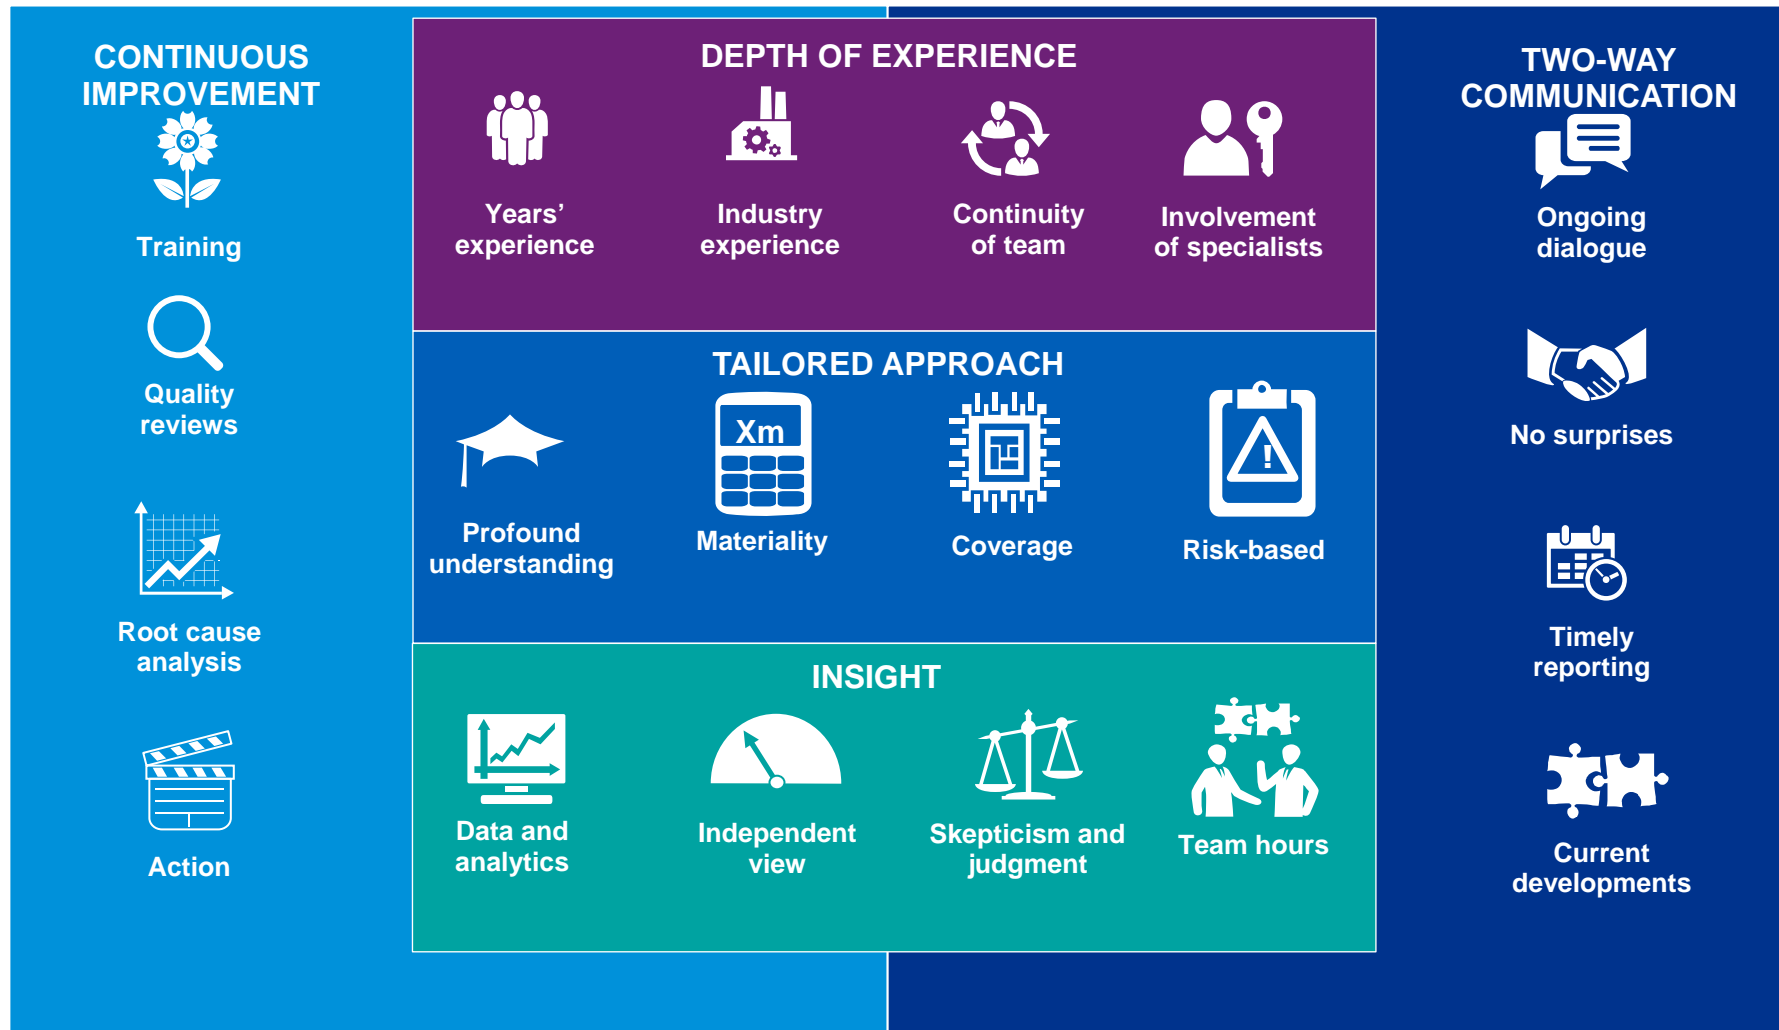 CONTINUOUS
IMPROVEMENT
Training
Quality
reviews
Root cause
analysis
Action
DEPTH OF EXPERIENCE
Years’
experience
Industry
experience
Continuity
of team
Involvement
of specialists
TAILORED APPROACH
Profound
understanding
Xm
Materiality
Coverage
!
Risk-based
INSIGHT
Data and
analytics
Independent
view
Skepticism and
judgment
Team hours
TWO-WAY
COMMUNICATION
Ongoing
dialogue
No surprises
Timely
reporting
Current
developments